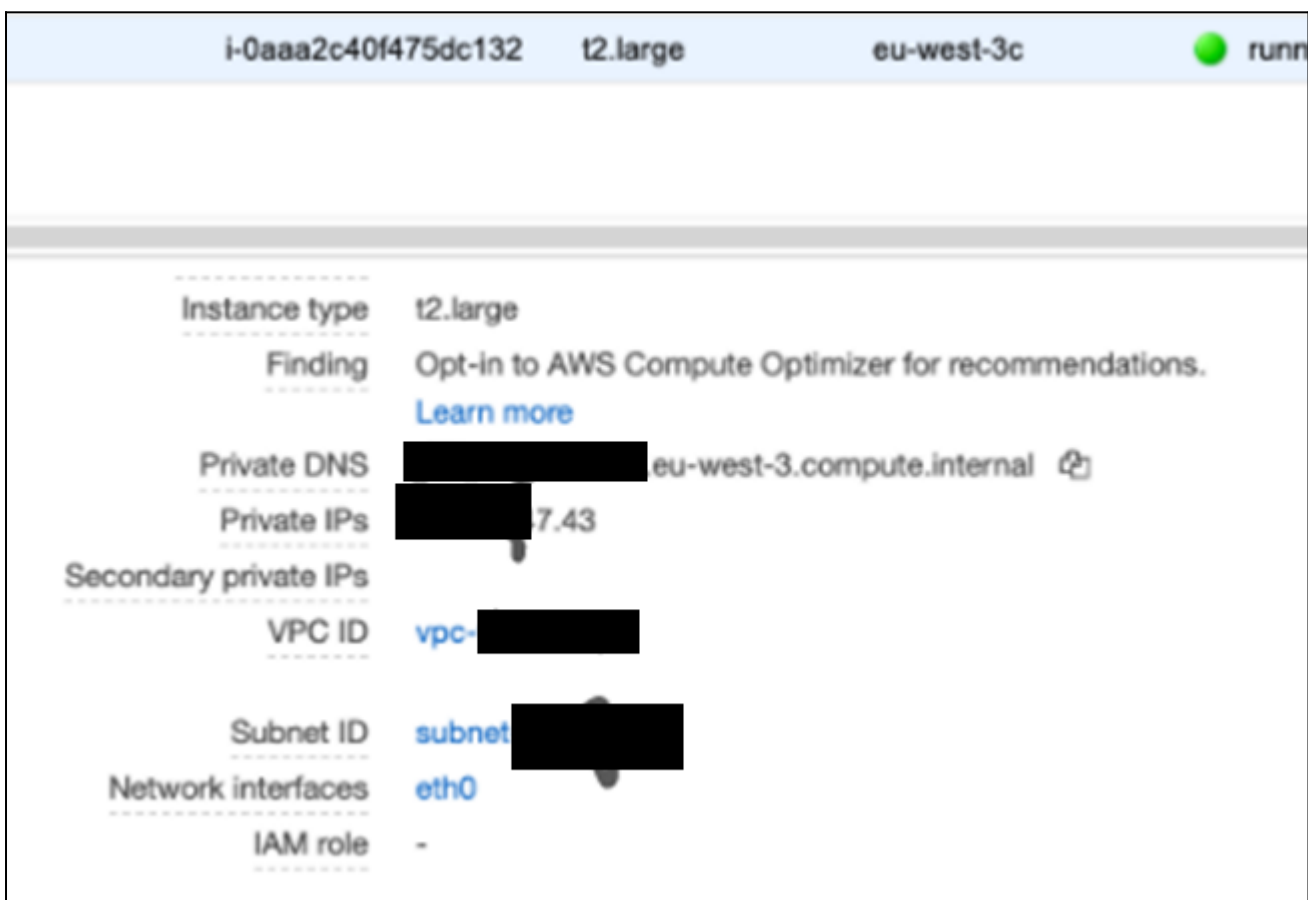 i-0aaa2c40f475dc132 t2.large eu-west-3c runn
Instance type t2.large
Finding Opt-in to AWS Compute Optimizer for recommendations.
Learn more
Private DNS .eu-west-3.compute.internal
Private IPs 7.43
Secondary private IPs
VPC ID vpc-
Subnet ID subnet
Network interfaces eth0
IAM role -